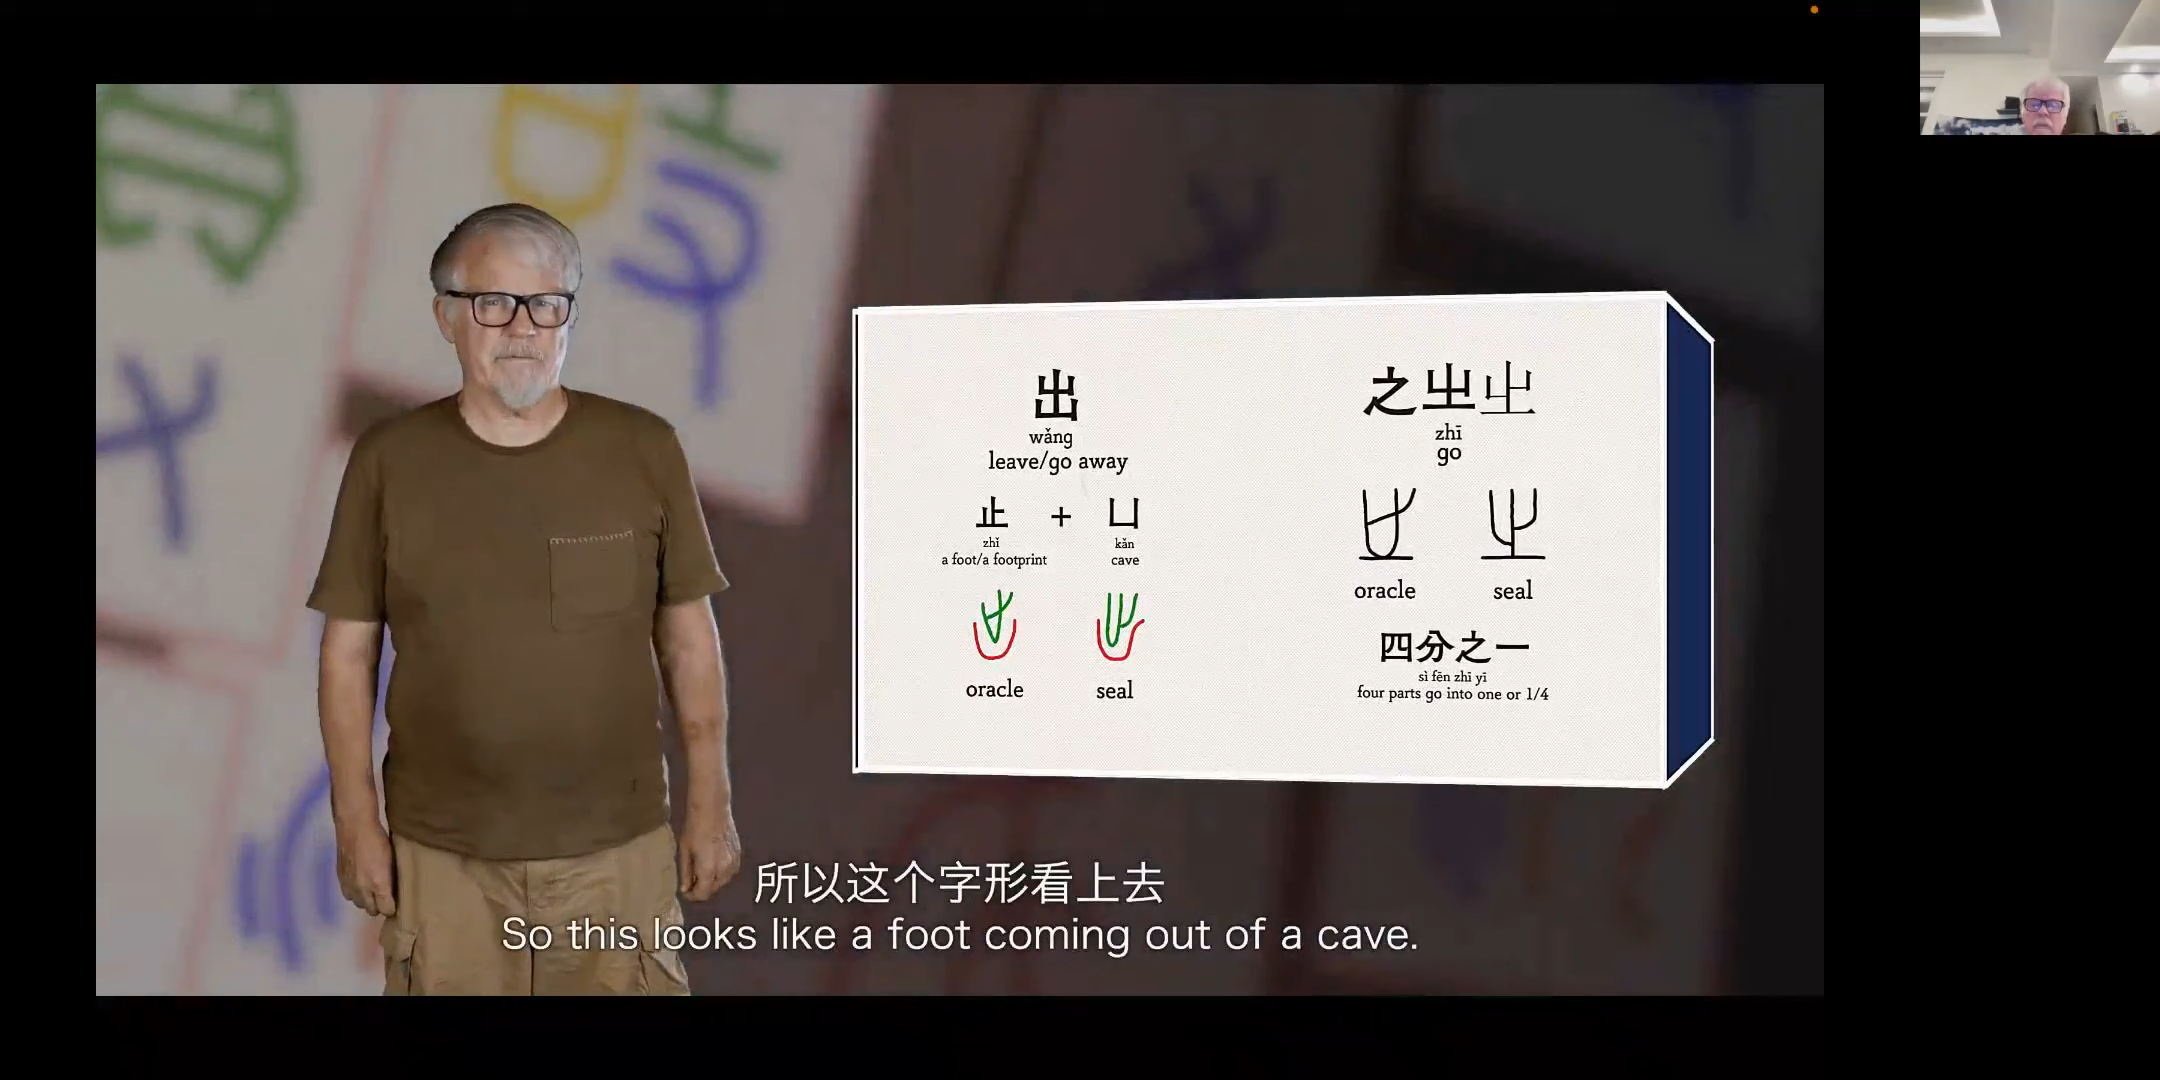 出
wǎng
leave/go away
止 + 凵
zhǐ kǎn
a foot/a footprint cave
oracle seal
之㞢㞢
zhī
go
oracle seal
四分之一
sì fēn zhī yī
four parts go into one or 1/4
所以这个字形看上去
So this looks like a foot coming out of a cave.